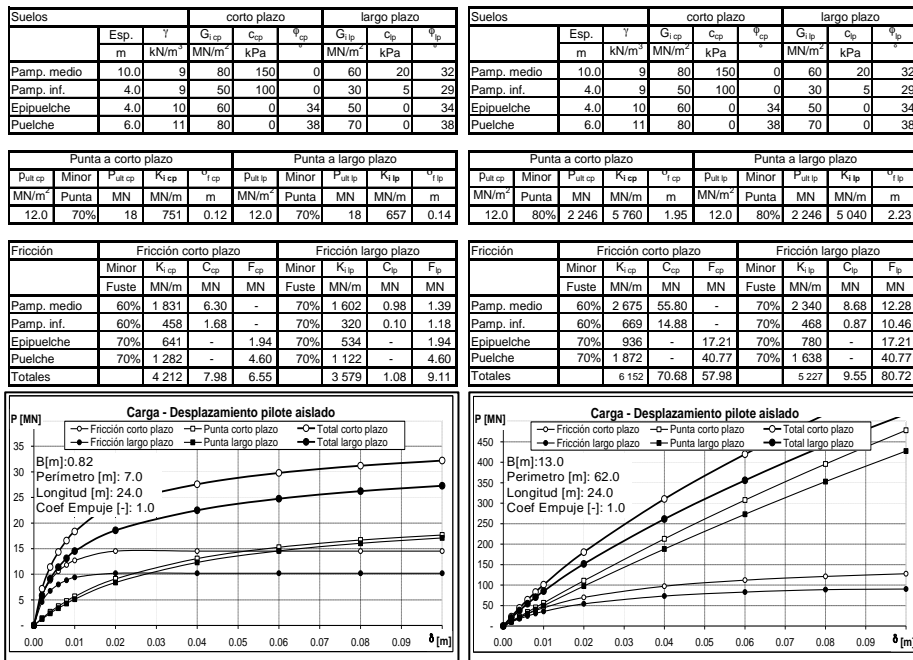 Suelos corto plazo largo plazo
Esp. γ Gi cp ccp φcp Gi lp clp φlp
m kN/m³ MN/m² kPa ° MN/m² kPa °
Pamp. medio 10.0 9 80 150 0 60 20 32
Pamp. inf. 4.0 9 50 100 0 30 5 29
Epipuelche 4.0 10 60 0 34 50 0 34
Puelche 6.0 11 80 0 38 70 0 38
Punta a corto plazo Punta a largo plazo
pult cp Minor Pult cp Ki cp δf cp pult lp Minor Pult lp Ki lp δf lp
MN/m² Punta MN MN/m m MN/m² Punta MN MN/m m
12.0 70% 18 751 0.12 12.0 70% 18 657 0.14
Fricción Fricción corto plazo Fricción largo plazo
Minor Ki cp Ccp Fcp Minor Ki lp Clp Flp
Fuste MN/m MN MN Fuste MN/m MN MN
Pamp. medio 60% 1 831 6.30 - 70% 1 602 0.98 1.39
Pamp. inf. 60% 458 1.68 - 70% 320 0.10 1.18
Epipuelche 70% 641 - 1.94 70% 534 - 1.94
Puelche 70% 1 282 - 4.60 70% 1 122 - 4.60
Totales 4 212 7.98 6.55 3 579 1.08 9.11
Carga - Desplazamiento pilote aislado
P [MN]
Fricción corto plazo Punta corto plazo Total corto plazo
Fricción largo plazo Punta largo plazo Total largo plazo
B[m]:0.82
Perímetro [m]: 7.0
Longitud [m]: 24.0
Coef Empuje [-]: 1.0
35
30
25
20
15
10
5
-
0.00 0.01 0.02 0.03 0.04 0.05 0.06 0.07 0.08 0.09 δ [m]
Suelos corto plazo largo plazo
Esp. γ Gi cp ccp φcp Gi lp clp φlp
m kN/m³ MN/m² kPa ° MN/m² kPa °
Pamp. medio 10.0 9 80 150 0 60 20 32
Pamp. inf. 4.0 9 50 100 0 30 5 29
Epipuelche 4.0 10 60 0 34 50 0 34
Puelche 6.0 11 80 0 38 70 0 38
Punta a corto plazo Punta a largo plazo
pult cp Minor Pult cp Ki cp δf cp pult lp Minor Pult lp Ki lp δf lp
MN/m² Punta MN MN/m m MN/m² Punta MN MN/m m
12.0 80% 2 246 5 760 1.95 12.0 80% 2 246 5 040 2.23
Fricción Fricción corto plazo Fricción largo plazo
Minor Ki cp Ccp Fcp Minor Ki lp Clp Flp
Fuste MN/m MN MN Fuste MN/m MN MN
Pamp. medio 60% 2 675 55.80 - 70% 2 340 8.68 12.28
Pamp. inf. 60% 669 14.88 - 70% 468 0.87 10.46
Epipuelche 70% 936 - 17.21 70% 780 - 17.21
Puelche 70% 1 872 - 40.77 70% 1 638 - 40.77
Totales 6 152 70.68 57.98 5 227 9.55 80.72
Carga - Desplazamiento pilote aislado
P [MN]
Fricción corto plazo Punta corto plazo Total corto plazo
Fricción largo plazo Punta largo plazo Total largo plazo
B[m]:13.0
Perímetro [m]: 62.0
Longitud [m]: 24.0
Coef Empuje [-]: 1.0
450
400
350
300
250
200
150
100
50
-
0.00 0.01 0.02 0.03 0.04 0.05 0.06 0.07 0.08 0.09 δ [m]